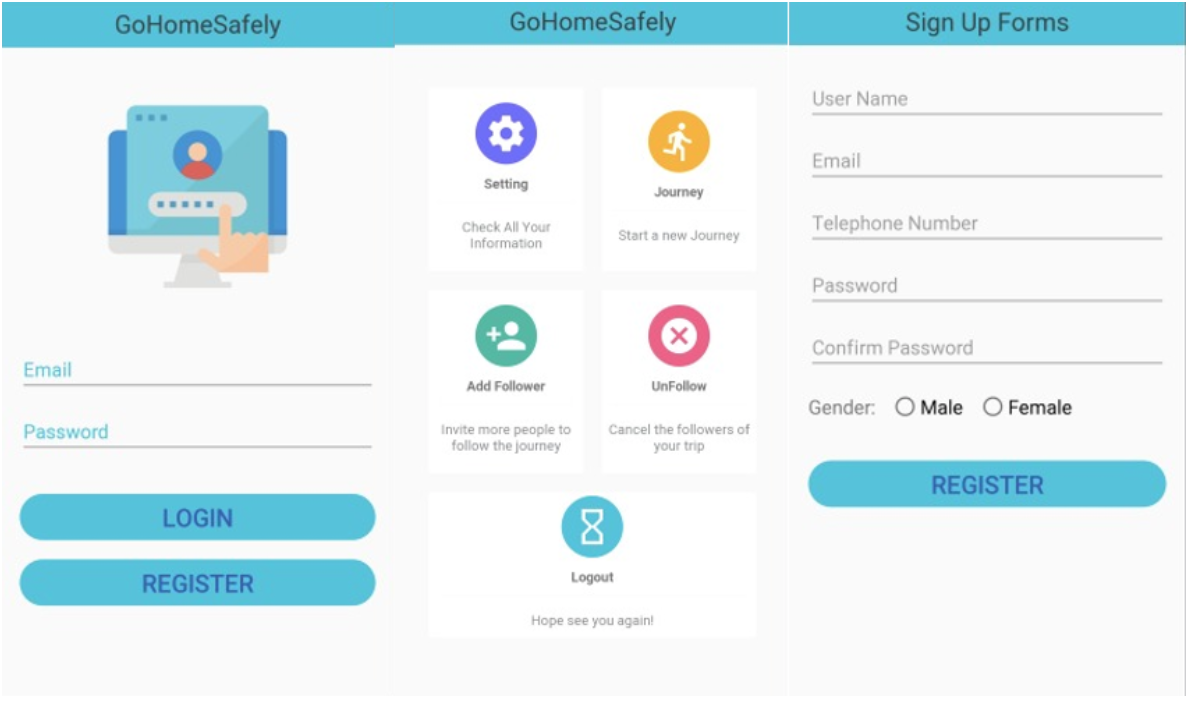 GoHomeSafely
Email
Password
LOGIN
REGISTER
GoHomeSafely
Setting
Check All Your
Information
Journey
Start a new Journey
Add Follower
Invite more people to
follow the journey
UnFollow
Cancel the followers of
your trip
Logout
Hope see you again!
Sign Up Forms
User Name
Email
Telephone Number
Password
Confirm Password
Gender: Male Female
REGISTER